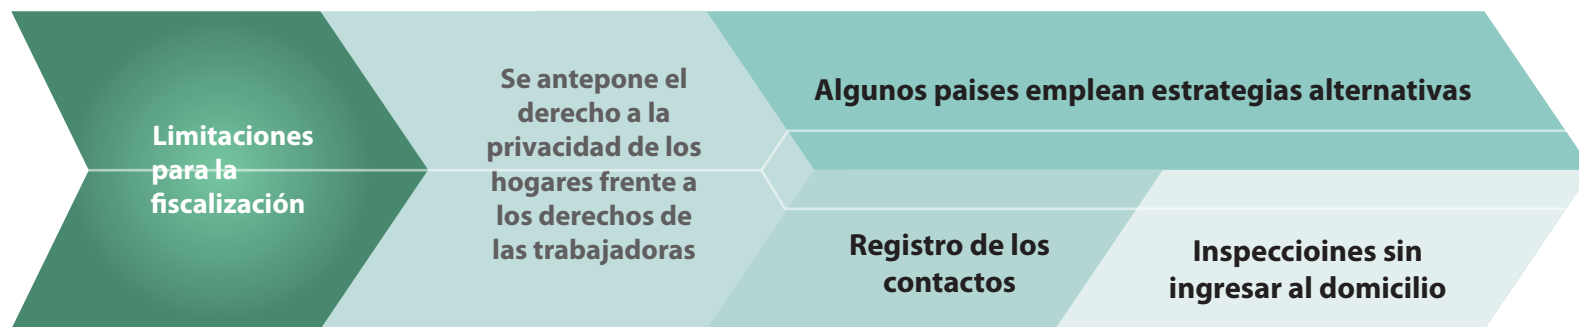 Limitaciones
para la
fiscalización
Se antepone el
derecho a la
privacidad de los
hogares frente a
los derechos de
las trabajadoras
Algunos paises emplean estrategias alternativas
Registro de los
contactos
Inspeccioines sin
ingresar al domicilio